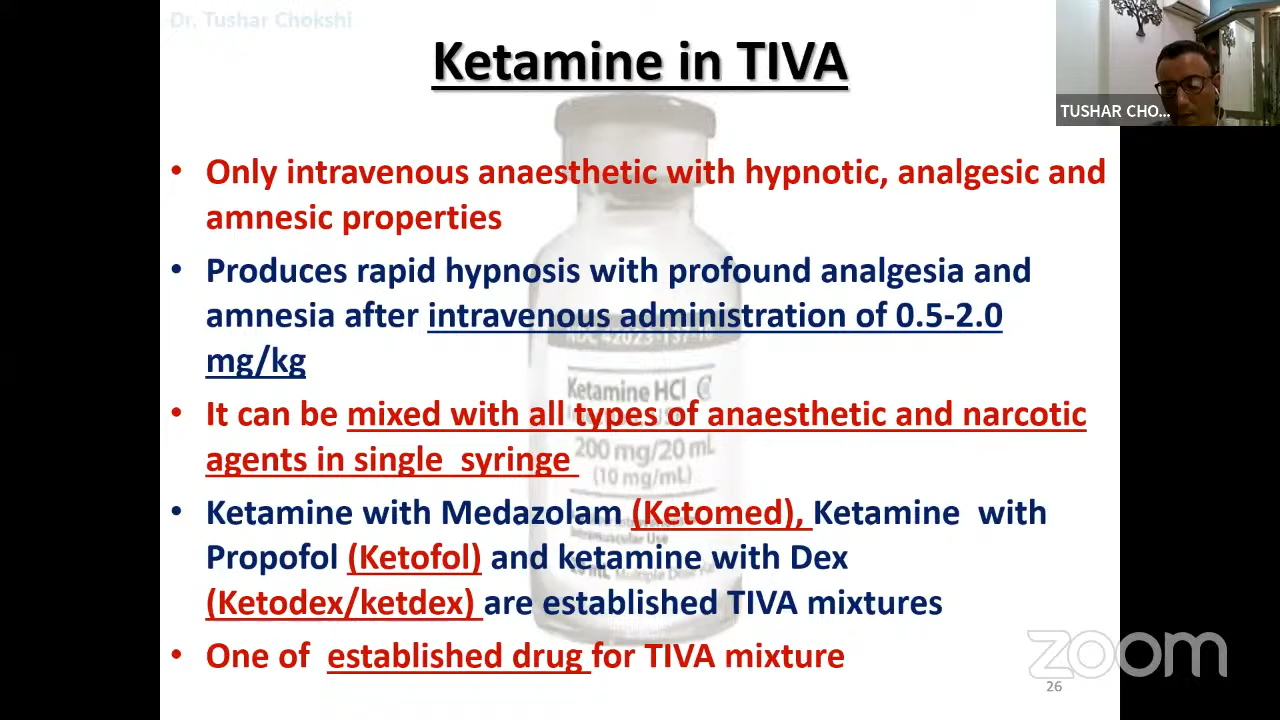 Dr. Tushar Chokshi
Ketamine in TIVA
TUSHAR CHO...
• Only intravenous anaesthetic with hypnotic, analgesic and
amnesic properties
• Produces rapid hypnosis with profound analgesia and
amnesia after intravenous administration of 0.5-2.0
mg/kg
• It can be mixed with all types of anaesthetic and narcotic
agents in single syringe
• Ketamine with Medazolam (Ketomed), Ketamine with
Propofol (Ketofol) and ketamine with Dex
(Ketodex/ketdex) are established TIVA mixtures
• One of established drug for TIVA mixture
Ketamine HCl
200 mg/20 mL
(10 mg/mL)
Intramuscular Use
zoom
26